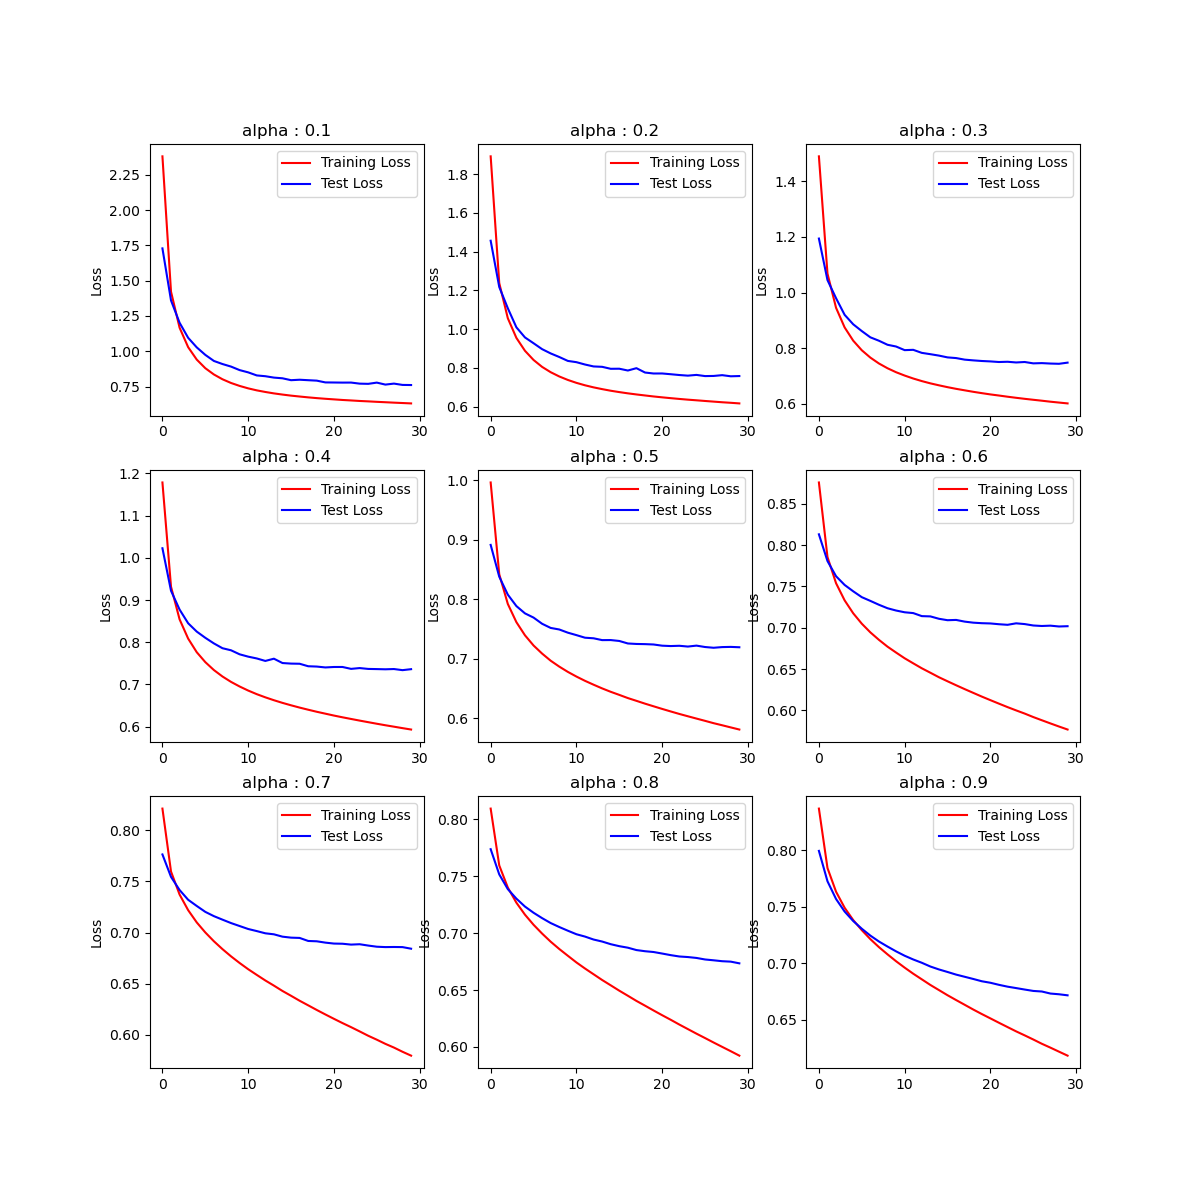 alpha : 0.1
Training Loss
Test Loss
Loss
2.25
2.00
1.75
1.50
1.25
1.00
0.75
0 10 20 30
alpha : 0.2
Training Loss
Test Loss
Loss
1.8
1.6
1.4
1.2
1.0
0.8
0.6
0 10 20 30
alpha : 0.3
Training Loss
Test Loss
Loss
1.4
1.2
1.0
0.8
0.6
0 10 20 30
alpha : 0.4
Training Loss
Test Loss
Loss
1.2
1.1
1.0
0.9
0.8
0.7
0.6
0 10 20 30
alpha : 0.5
Training Loss
Test Loss
Loss
1.0
0.9
0.8
0.7
0.6
0 10 20 30
alpha : 0.6
Training Loss
Test Loss
Loss
0.85
0.80
0.75
0.70
0.65
0.60
0 10 20 30
alpha : 0.7
Training Loss
Test Loss
Loss
0.80
0.75
0.70
0.65
0.60
0 10 20 30
alpha : 0.8
Training Loss
Test Loss
Loss
0.80
0.75
0.70
0.65
0.60
0 10 20 30
alpha : 0.9
Training Loss
Test Loss
Loss
0.80
0.75
0.70
0.65
0 10 20 30